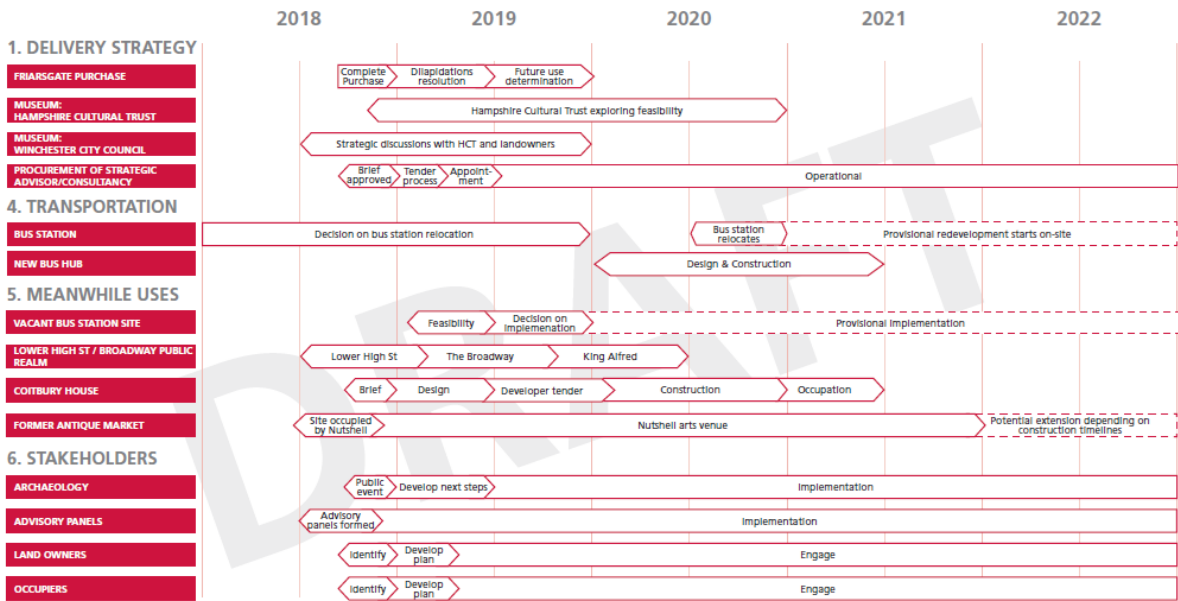 2018 2019 2020 2021 2022
1. DELIVERY STRATEGY
FRIARSGATE PURCHASE
Complete
Purchase
Dilapidations
resolution
Future use
determination
MUSEUM:
HAMPSHIRE CULTURAL TRUST
Hampshire Cultural Trust exploring feasibility
MUSEUM:
WINCHESTER CITY COUNCIL
Strategic discussions with HCT and landowners
PROCUREMENT OF STRATEGIC
ADVISOR/CONSULTANCY
Brief
approved
Tender
process
Appoint-
ment
Operational
4. TRANSPORTATION
BUS STATION
Decision on bus station relocation
Bus station
relocates
Provisional redevelopment starts on-site
NEW BUS HUB
Design & Construction
5. MEANWHILE USES
VACANT BUS STATION SITE
Feasibility
Decision on
implemenation
Provisional implementation
LOWER HIGH ST / BROADWAY PUBLIC
REALM
Lower High St
The Broadway
King Alfred
COITBURY HOUSE
Brief
Design
Developer tender
Construction
Occupation
FORMER ANTIQUE MARKET
Site occupied
by Nutshell
Nutshell arts venue
Potential extension depending on
construction timelines
6. STAKEHOLDERS
ARCHAEOLOGY
Public
event
Develop next steps
Implementation
ADVISORY PANELS
Advisory
panels formed
Implementation
LAND OWNERS
Identify
Develop
plan
Engage
OCCUPIERS
Identify
Develop
plan
Engage
DRAFT